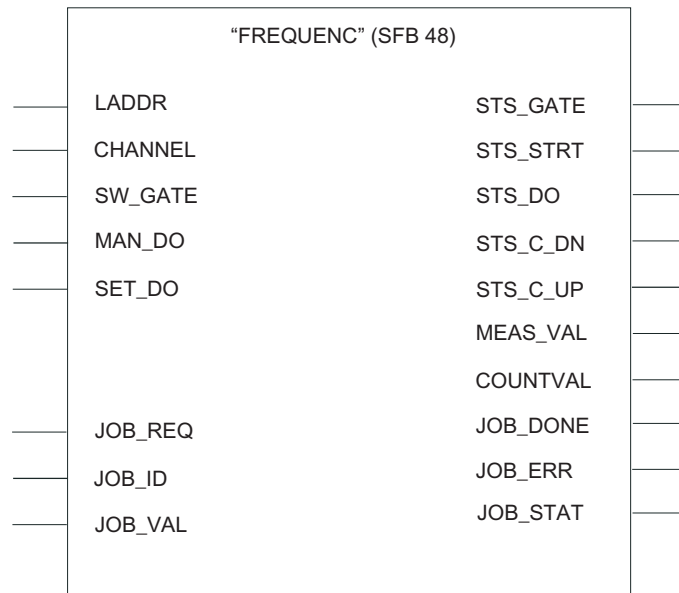 “FREQUENC” (SFB 48)
LADDR
CHANNEL
SW_GATE
MAN_DO
SET_DO
JOB_REQ
JOB_ID
JOB_VAL
STS_GATE
STS_STRT
STS_DO
STS_C_DN
STS_C_UP
MEAS_VAL
COUNTVAL
JOB_DONE
JOB_ERR
JOB_STAT